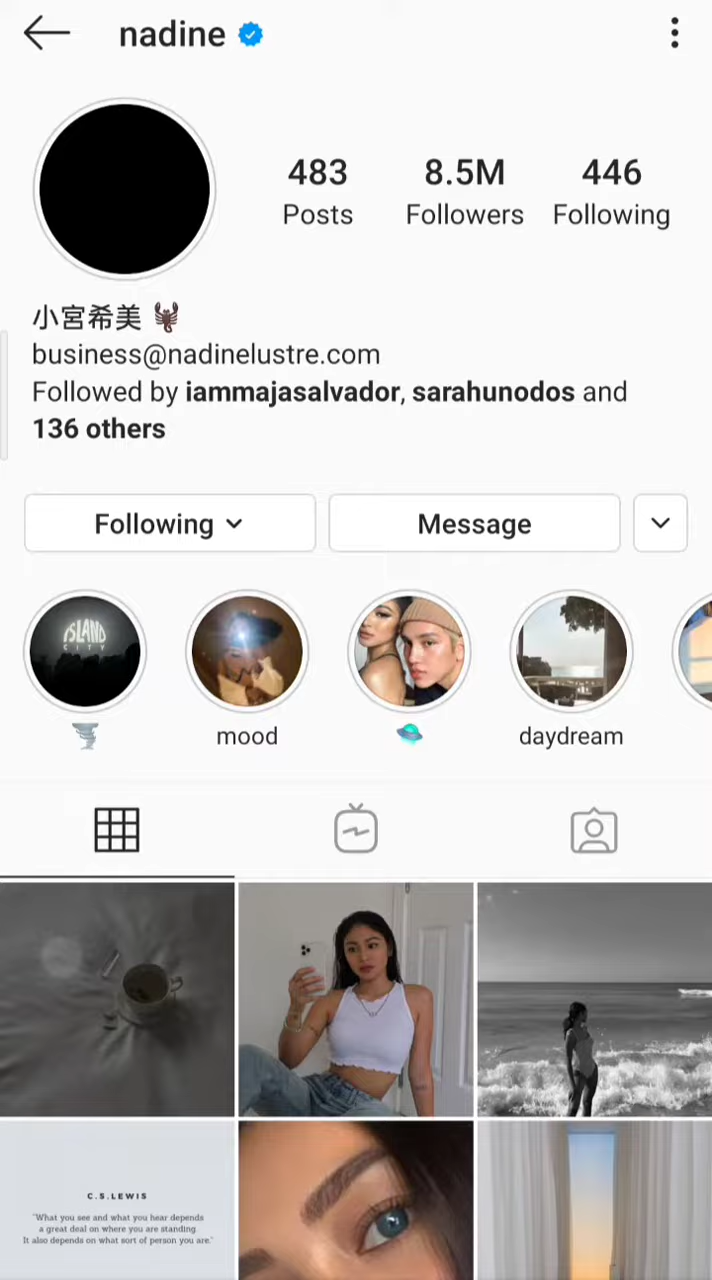 nadine
483 8.5M 446
Posts Followers Following
小宮希美 🦂
business@nadinelustre.com
Followed by iammajasalvador, sarahunodos and
136 others
Following Message
ISLAND
CITY
mood daydream
C.S.LEWIS
"What you see and what you hear depends
a great deal on where you are standing.
It also depends on what sort of person you are."